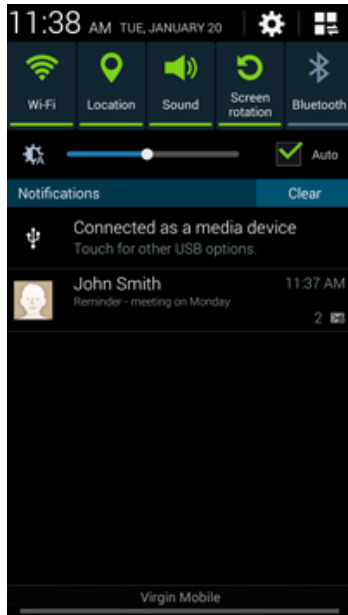 11:38 AM TUE, JANUARY 20
Wi-Fi
Location
Sound
Screen
rotation
Bluetooth
A
Auto
Notifications
Clear
Connected as a media device
Touch for other USB options.
John Smith
11:37 AM
Reminder - meeting on Monday
2
Virgin Mobile